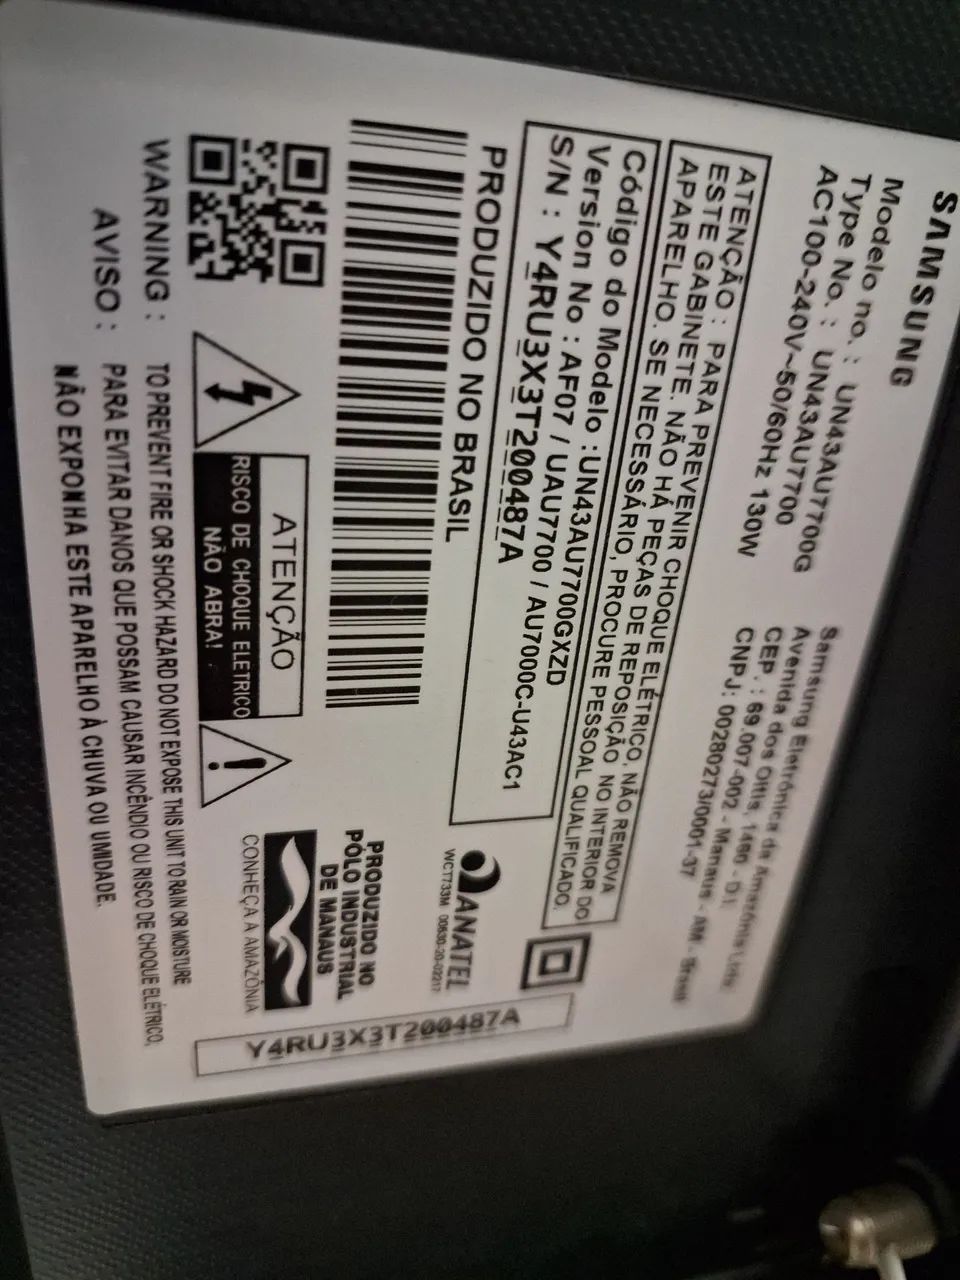 SAMSUNG
Modelo no. : UN43AU7700G
Type No. : UN43AU7700
AC100-240V~50/60Hz 130W
Samsung Eletrônica da Amazônia Ltda.
Avenida dos Oitis, 1460 - D.I.
CEP. : 69.007-002 - Manaus - AM - Brasil
CNPJ: 00280273/0001-37
ATENÇÃO : PARA PREVENIR CHOQUE ELÉTRICO, NÃO REMOVA
ESTE GABINETE. NÃO HÁ PEÇAS DE REPOSIÇÃO NO INTERIOR DO
APARELHO. SE NECESSÁRIO, PROCURE PESSOAL QUALIFICADO.
Código do Modelo : UN43AU7700GXZD
Version No : AF07 / UAU7700 / AU7000C-U43AC1
S/N : Y4RU3X3T200487A
PRODUZIDO NO BRASIL
ANATEL
WCT733M 00830-20-02217
PRODUZIDO NO
PÓLO INDUSTRIAL
DE MANAUS
CONHEÇA A AMAZÔNIA
ATENÇÃO
RISCO DE CHOQUE ELETRICO
NÃO ABRA!
WARNING : TO PREVENT FIRE OR SHOCK HAZARD DO NOT EXPOSE THIS UNIT TO RAIN OR MOISTURE
AVISO : PARA EVITAR DANOS QUE POSSAM CAUSAR INCÊNDIO OU RISCO DE CHOQUE ELÉTRICO,
NÃO EXPONHA ESTE APARELHO À CHUVA OU UMIDADE.
Y4RU3X3T200487A